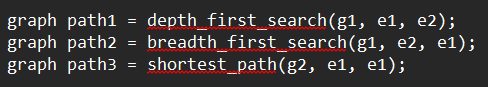 graph path1 = depth_first_search(g1, e1, e2);
graph path2 = breadth_first_search(g1, e2, e1);
graph path3 = shortest_path(g2, e1, e1);